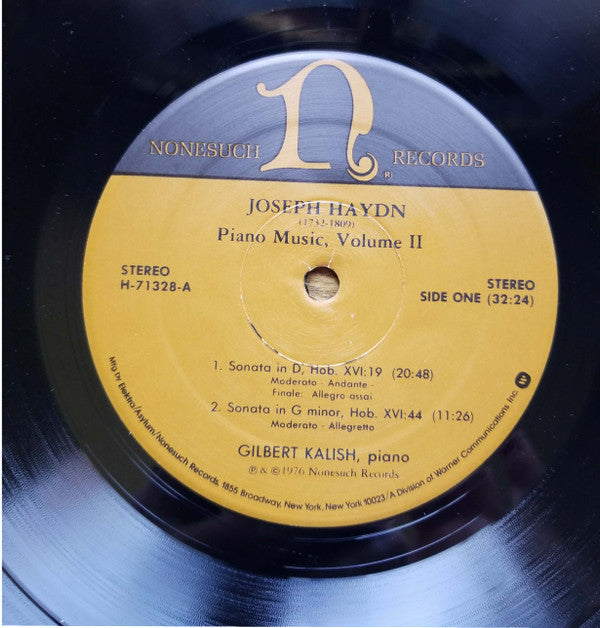 n
NONESUCH RECORDS
®
JOSEPH HAYDN
(1732-1809)
Piano Music, Volume II
STEREO
H-71328-A
STEREO
SIDE ONE (32:24)
1. Sonata in D, Hob. XVI:19 (20:48)
Moderato - Andante -
Finale: Allegro assai
2. Sonata in G minor, Hob. XVI:44 (11:26)
Moderato - Allegretto
GILBERT KALISH, piano
℗ & © 1976 Nonesuch Records
Mfg by Elektra/Asylum/Nonesuch Records, 1855 Broadway, New York, New York 10023/A Division of Warner Communications Inc.